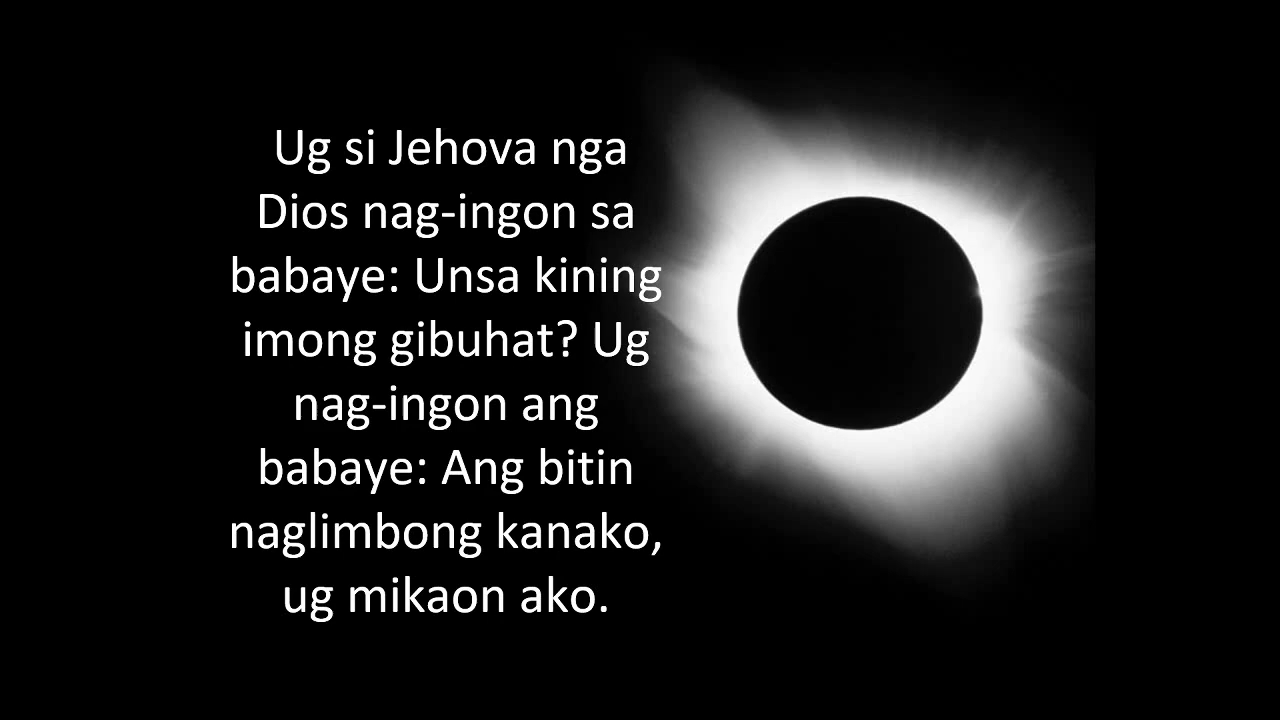 Ug si Jehova nga
Dios nag-ingon sa
babaye: Unsa kining
imong gibuhat? Ug
nag-ingon ang
babaye: Ang bitin
naglimbong kanako,
ug mikaon ako.